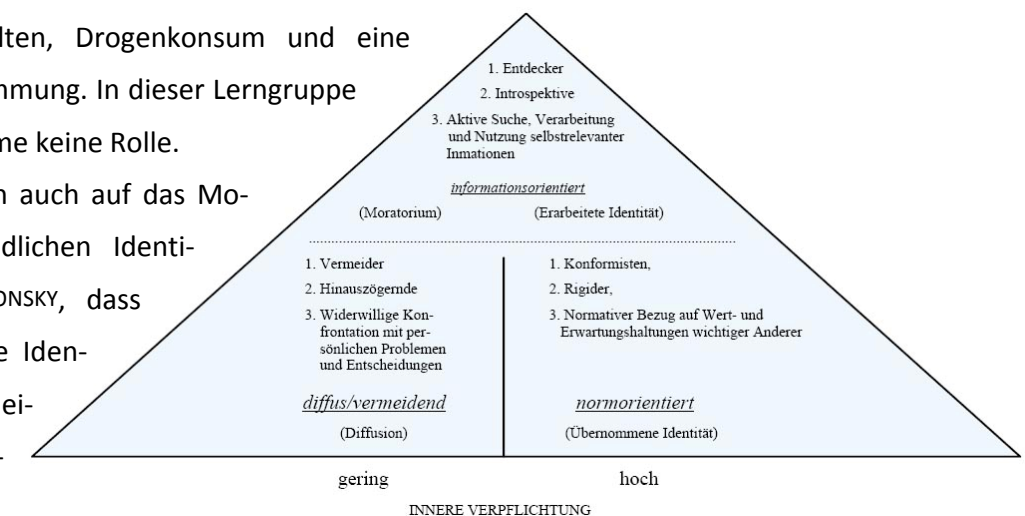 lten, Drogenkonsum und eine
mmung. In dieser Lerngruppe
me keine Rolle.
n auch auf das Mo-
dlichen Identi-
ONSKY, dass
e Iden-
ei-
-
1. Entdecker
2. Introspektive
3. Aktive Suche, Verarbeitung
und Nutzung selbstrelevanter
Inmationen
informationsorientiert
(Moratorium) (Erarbeitete Identität)
1. Vermeider
2. Hinauszögernde
3. Widerwillige Kon-
frontation mit per-
sönlichen Problemen
und Entscheidungen
diffus/vermeidend
(Diffusion)
1. Konformisten,
2. Rigider,
3. Normativer Bezug auf Wert- und
Erwartungshaltungen wichtiger Anderer
normorientiert
(Übernommene Identität)
gering hoch
INNERE VERPFLICHTUNG